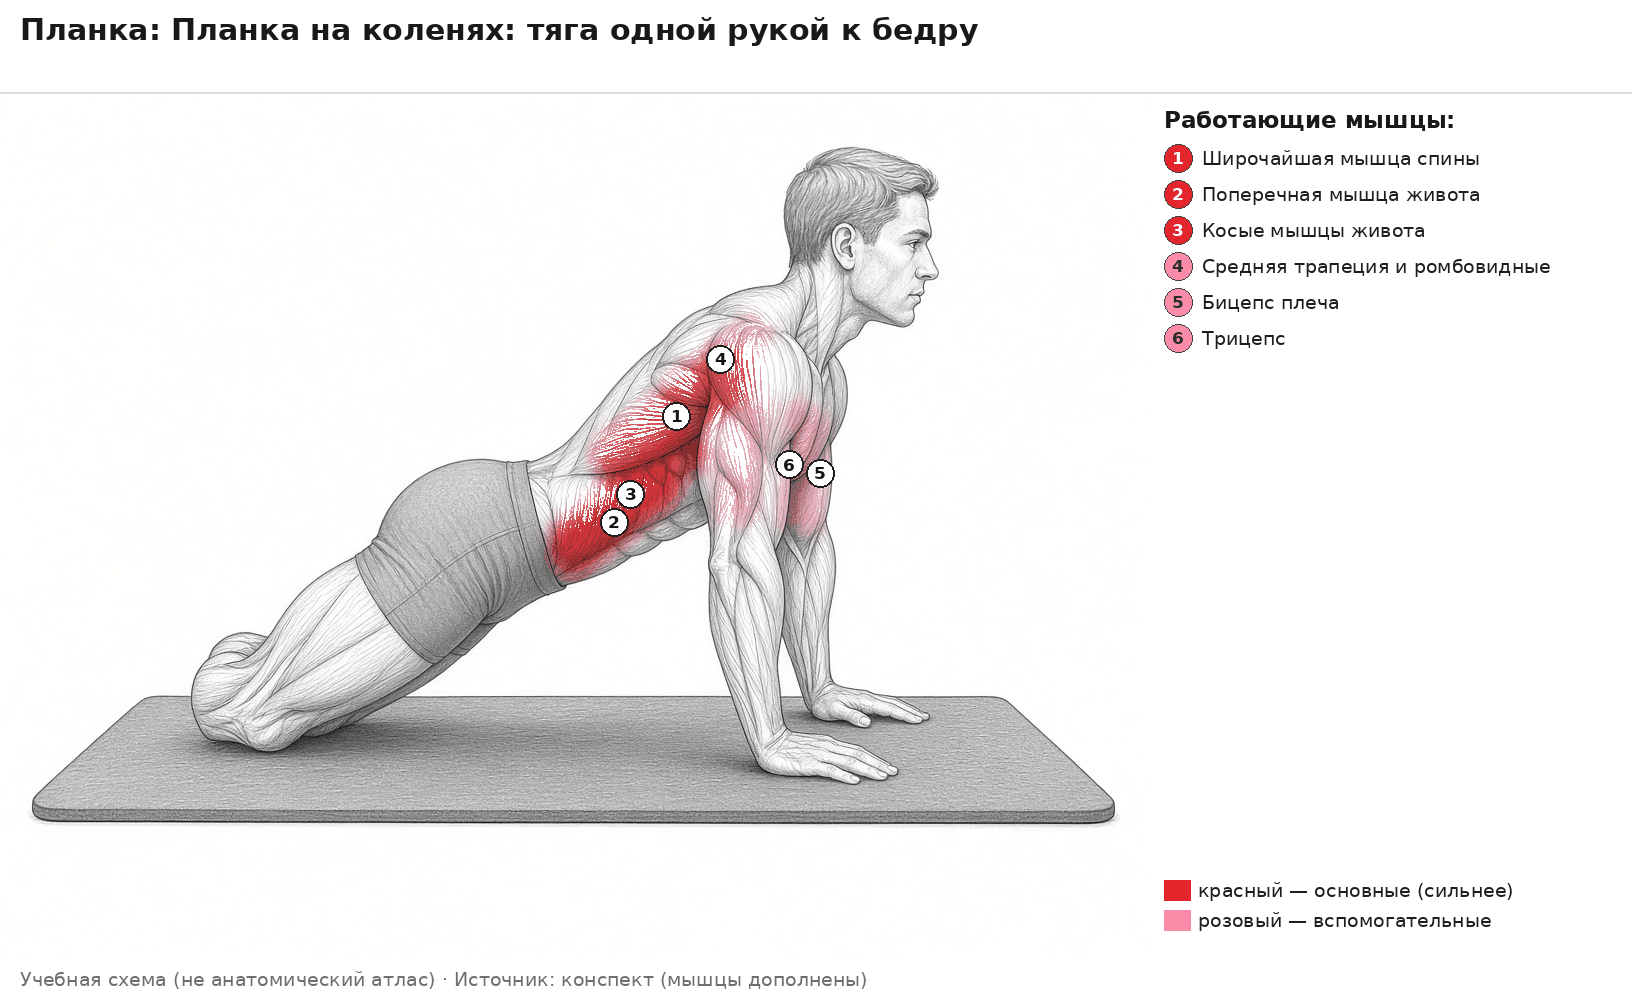 Планка: Планка на коленях: тяга одной рукой к бедру
Работающие мышцы:
1 Широчайшая мышца спины
2 Поперечная мышца живота
3 Косые мышцы живота
4 Средняя трапеция и ромбовидные
5 Бицепс плеча
6 Трицепс
4
1
6
5
3
2
красный — основные (сильнее)
розовый — вспомогательные
Учебная схема (не анатомический атлас) · Источник: конспект (мышцы дополнены)